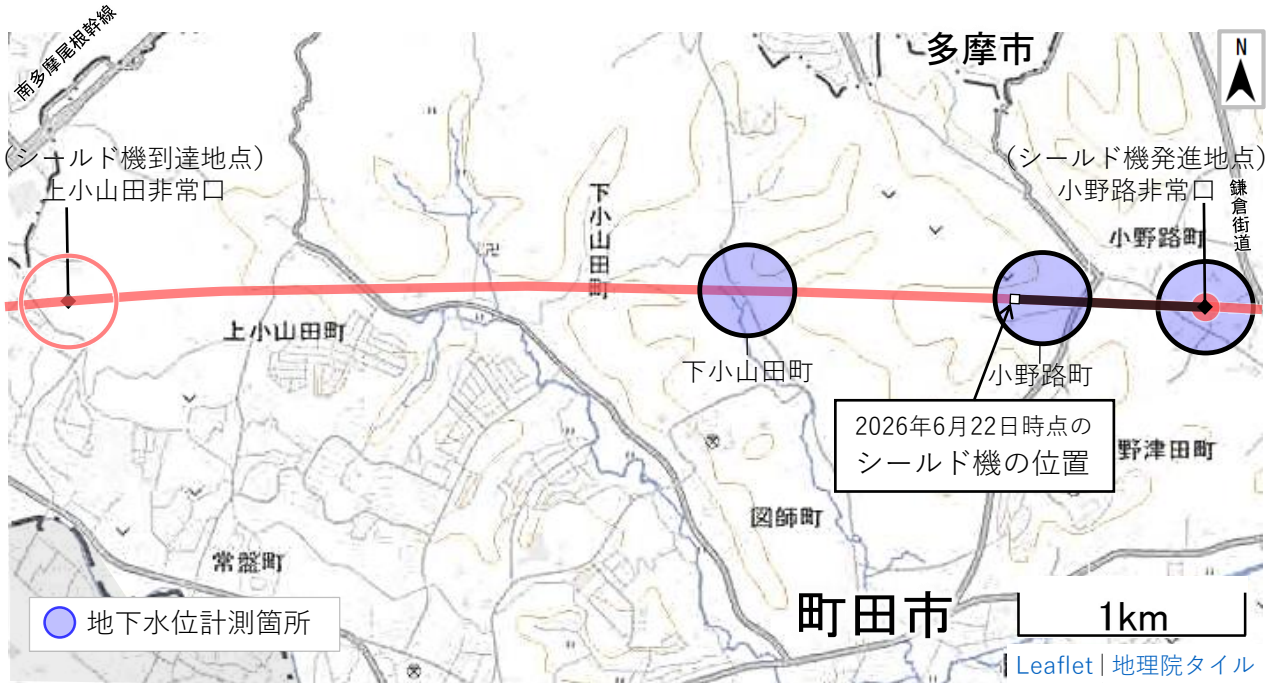 南多摩尾根幹線
多摩市
N
(シールド機到達地点)
上小山田非常口
(シールド機発進地点)
小野路非常口
鎌倉街道
下小山田町
小野路町
上小山田町
下小山田町
小野路町
2026年6月22日時点の
シールド機の位置
野津田町
図師町
常盤町
町田市
地下水位計測箇所
1km
Leaflet | 地理院タイル